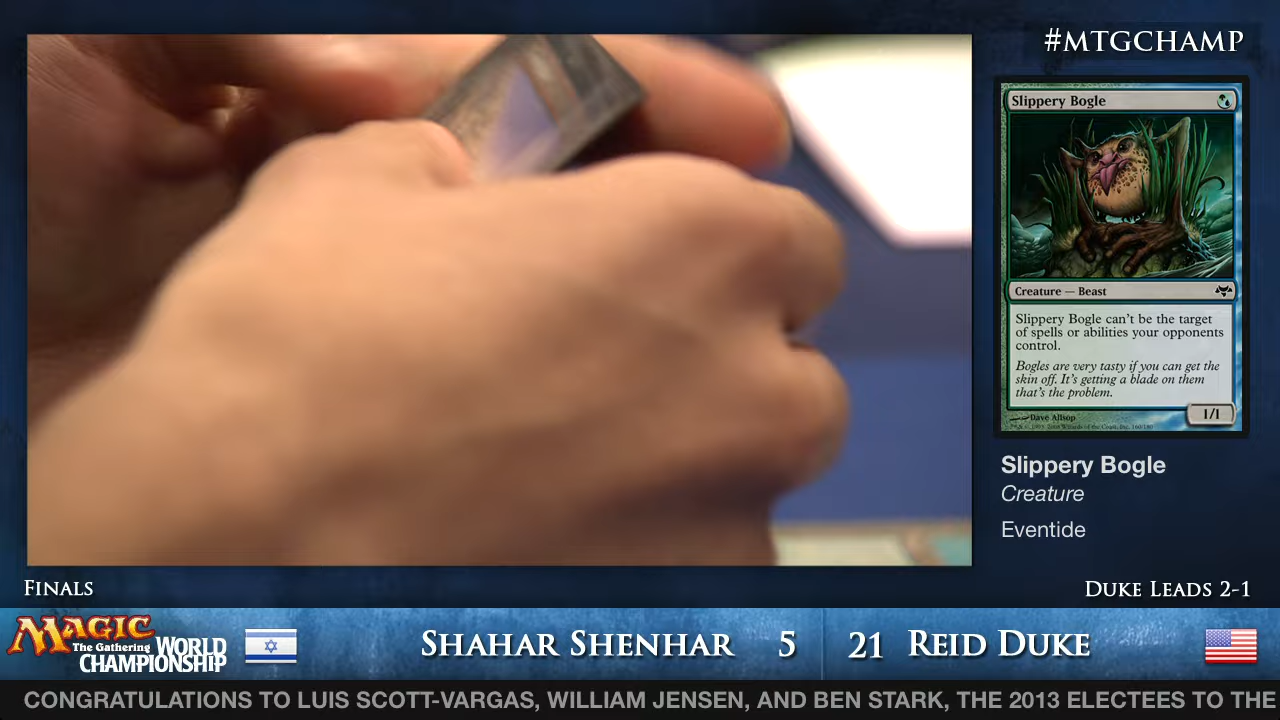 #MTGCHAMP
Slippery Bogle
Creature — Beast
Slippery Bogle can't be the target
of spells or abilities your opponents
control.
Bogles are very tasty if you can get the
skin off. It's getting a blade on them
that's the problem.
1/1
Dave Allsop
Slippery Bogle
Creature
Eventide
FINALS
DUKE LEADS 2-1
MAGIC
The Gathering
WORLD
CHAMPIONSHIP
SHAHAR SHENHAR 5 21 REID DUKE
CONGRATULATIONS TO LUIS SCOTT-VARGAS, WILLIAM JENSEN, AND BEN STARK, THE 2013 ELECTEES TO THE